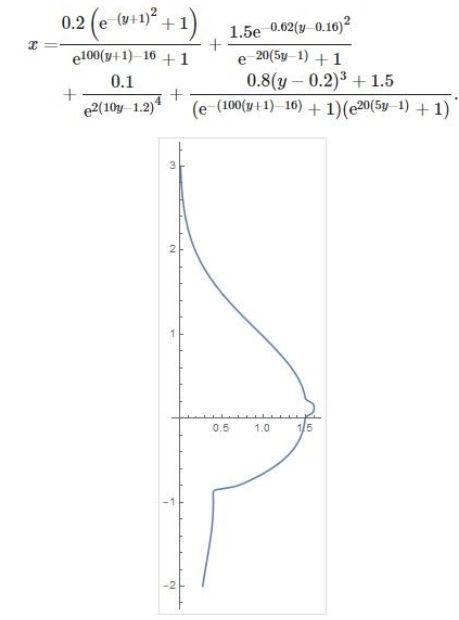 x = 0.2 (e^{-(y+1)^2} + 1) / (e^{100(y+1)-16} + 1) + 1.5e^{-0.62(y-0.16)^2} / (e^{-20(5y-1)} + 1)
+ 0.1 / e^{2(10y-1.2)^4} + (0.8(y-0.2)^3 + 1.5) / ((e^{-(100(y+1)-16)} + 1)(e^{20(5y-1)} + 1)).
3
2
1
0.5 1.0 1.5
-1
-2